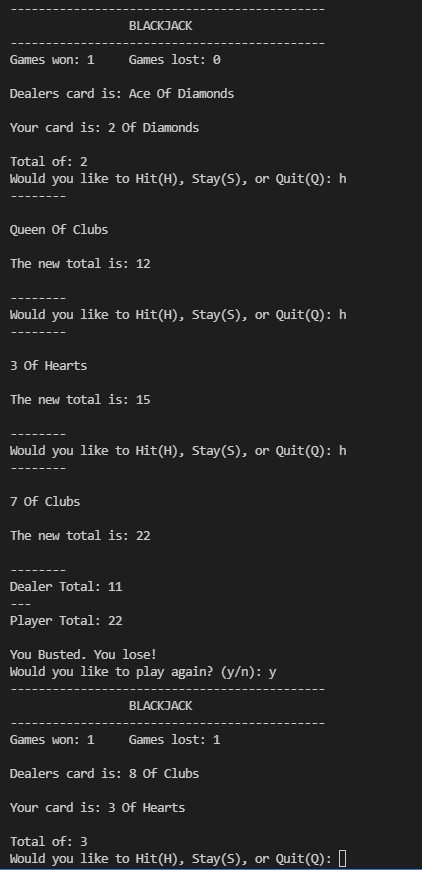 ---------------------------------------------
BLACKJACK
---------------------------------------------
Games won: 1     Games lost: 0
Dealers card is: Ace Of Diamonds
Your card is: 2 Of Diamonds
Total of: 2
Would you like to Hit(H), Stay(S), or Quit(Q): h
--------
Queen Of Clubs
The new total is: 12
--------
Would you like to Hit(H), Stay(S), or Quit(Q): h
--------
3 Of Hearts
The new total is: 15
--------
Would you like to Hit(H), Stay(S), or Quit(Q): h
--------
7 Of Clubs
The new total is: 22
--------
Dealer Total: 11
---
Player Total: 22
You Busted. You lose!
Would you like to play again? (y/n): y
---------------------------------------------
BLACKJACK
---------------------------------------------
Games won: 1     Games lost: 1
Dealers card is: 8 Of Clubs
Your card is: 3 Of Hearts
Total of: 3
Would you like to Hit(H), Stay(S), or Quit(Q):